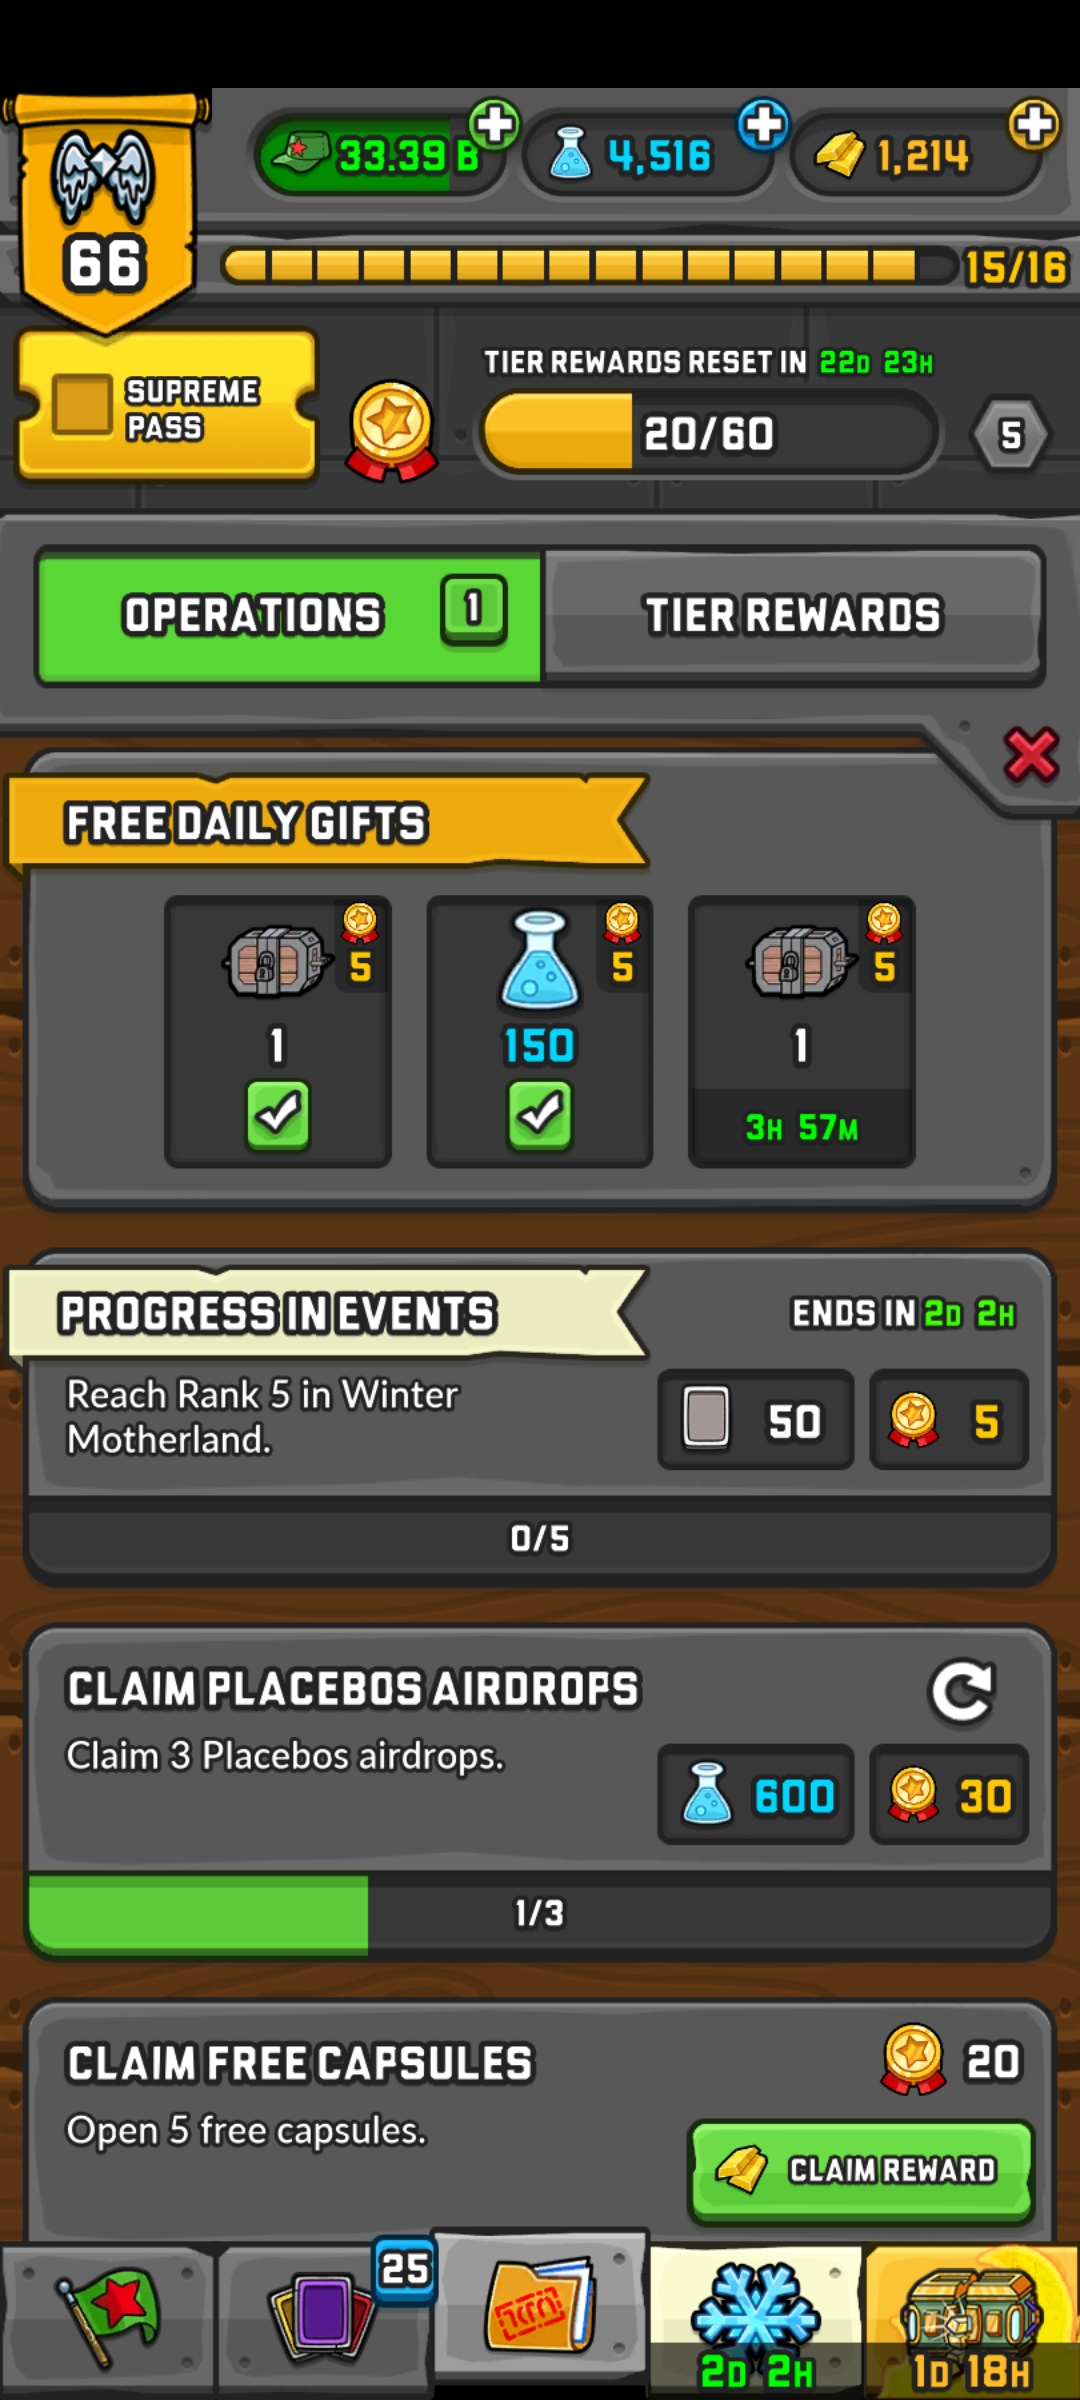 33.39 B
4,516
1,214
66
15/16
SUPREME
PASS
TIER REWARDS RESET IN 22D 23H
20/60
5
OPERATIONS
1
TIER REWARDS
FREE DAILY GIFTS
5
1
5
150
5
1
3H 57M
PROGRESS IN EVENTS
ENDS IN 2D 2H
Reach Rank 5 in Winter
Motherland.
50
5
0/5
CLAIM PLACEBOS AIRDROPS
Claim 3 Placebos airdrops.
600
30
1/3
CLAIM FREE CAPSULES
20
Open 5 free capsules.
CLAIM REWARD
25
2D 2H
1D 18H